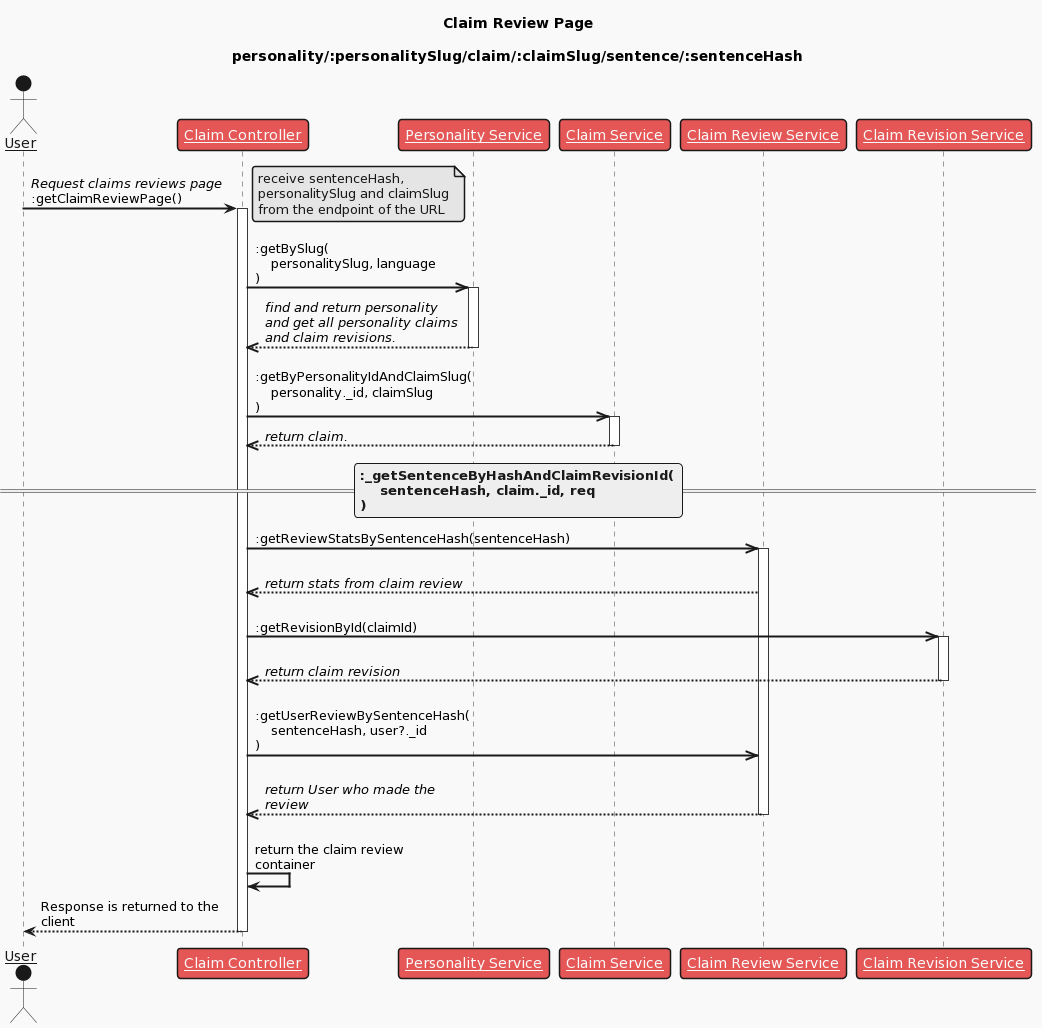 Claim Review Page
personality/:personalitySlug/claim/:claimSlug/sentence/:sentenceHash
User
Claim Controller
Personality Service
Claim Service
Claim Review Service
Claim Revision Service
Request claims reviews page
:getClaimReviewPage()
receive sentenceHash,
personalitySlug and claimSlug
from the endpoint of the URL
:getBySlug(
personalitySlug, language
)
find and return personality
and get all personality claims
and claim revisions.
:getByPersonalityIdAndClaimSlug(
personality._id, claimSlug
)
return claim.
:_getSentenceByHashAndClaimRevisionId(
sentenceHash, claim._id, req
)
:getReviewStatsBySentenceHash(sentenceHash)
return stats from claim review
:getRevisionById(claimId)
return claim revision
:getUserReviewBySentenceHash(
sentenceHash, user?._id
)
return User who made the
review
return the claim review
container
Response is returned to the
client
User
Claim Controller
Personality Service
Claim Service
Claim Review Service
Claim Revision Service